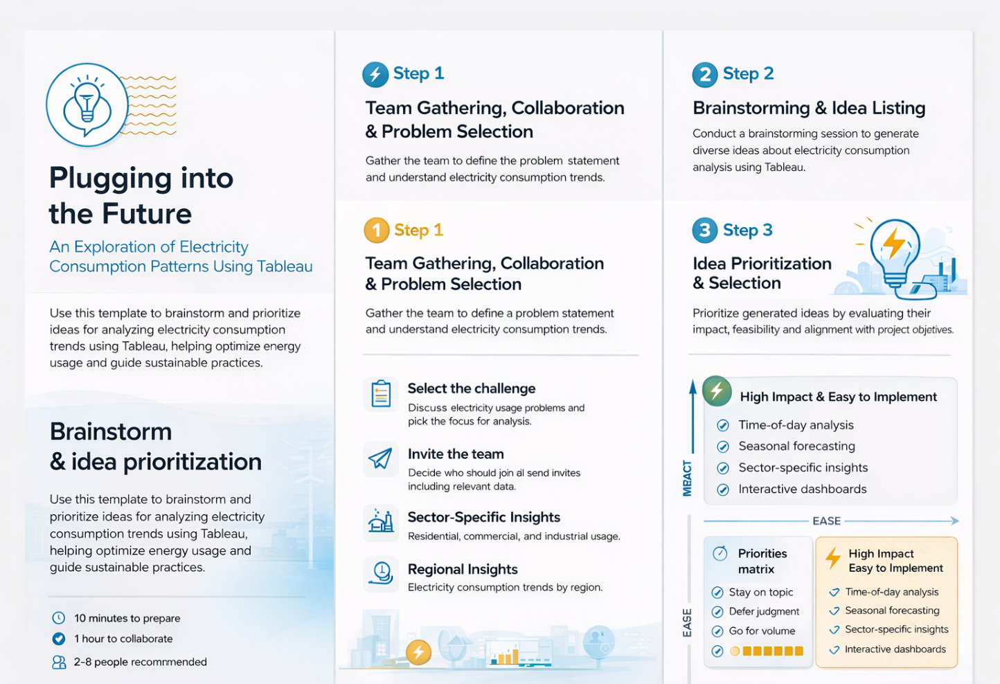 Plugging into
the Future
An Exploration of Electricity
Consumption Patterns Using Tableau
Use this template to brainstorm and prioritize
ideas for analyzing electricity consumption
trends using Tableau, helping optimize energy
usage and guide sustainable practices.
Brainstorm
& idea prioritization
Use this template to brainstorm and
prioritize ideas for analyzing electricity
consumption trends using Tableau,
helping optimize energy usage and
guide sustainable practices.
10 minutes to prepare
1 hour to collaborate
2-8 people recommended
Step 1
Team Gathering, Collaboration
& Problem Selection
Gather the team to define the problem statement
and understand electricity consumption trends.
1 Step 1
Team Gathering, Collaboration
& Problem Selection
Gather the team to define a problem statement
and understand electricity consumption trends.
Select the challenge
Discuss electricity usage problems and
pick the focus for analysis.
Invite the team
Decide who should join al send invites
including relevant data.
Sector-Specific Insights
Residential, commercial, and industrial usage.
Regional Insights
Electricity consumption trends by region.
2 Step 2
Brainstorming & Idea Listing
Conduct a brainstorming session to generate
diverse ideas about electricity consumption
analysis using Tableau.
3 Step 3
Idea Prioritization
& Selection
Prioritize generated ideas by evaluating their
impact, feasibility and alignment with project objectives.
High Impact & Easy to Implement
Time-of-day analysis
Seasonal forecasting
Sector-specific insights
Interactive dashboards
EASE
EASE
Priorities
matrix
Stay on topic
Defer judgment
Go for volume
High Impact
Easy to Implement
Time-of-day analysis
Seasonal forecasting
Sector-specific insights
Interactive dashboards